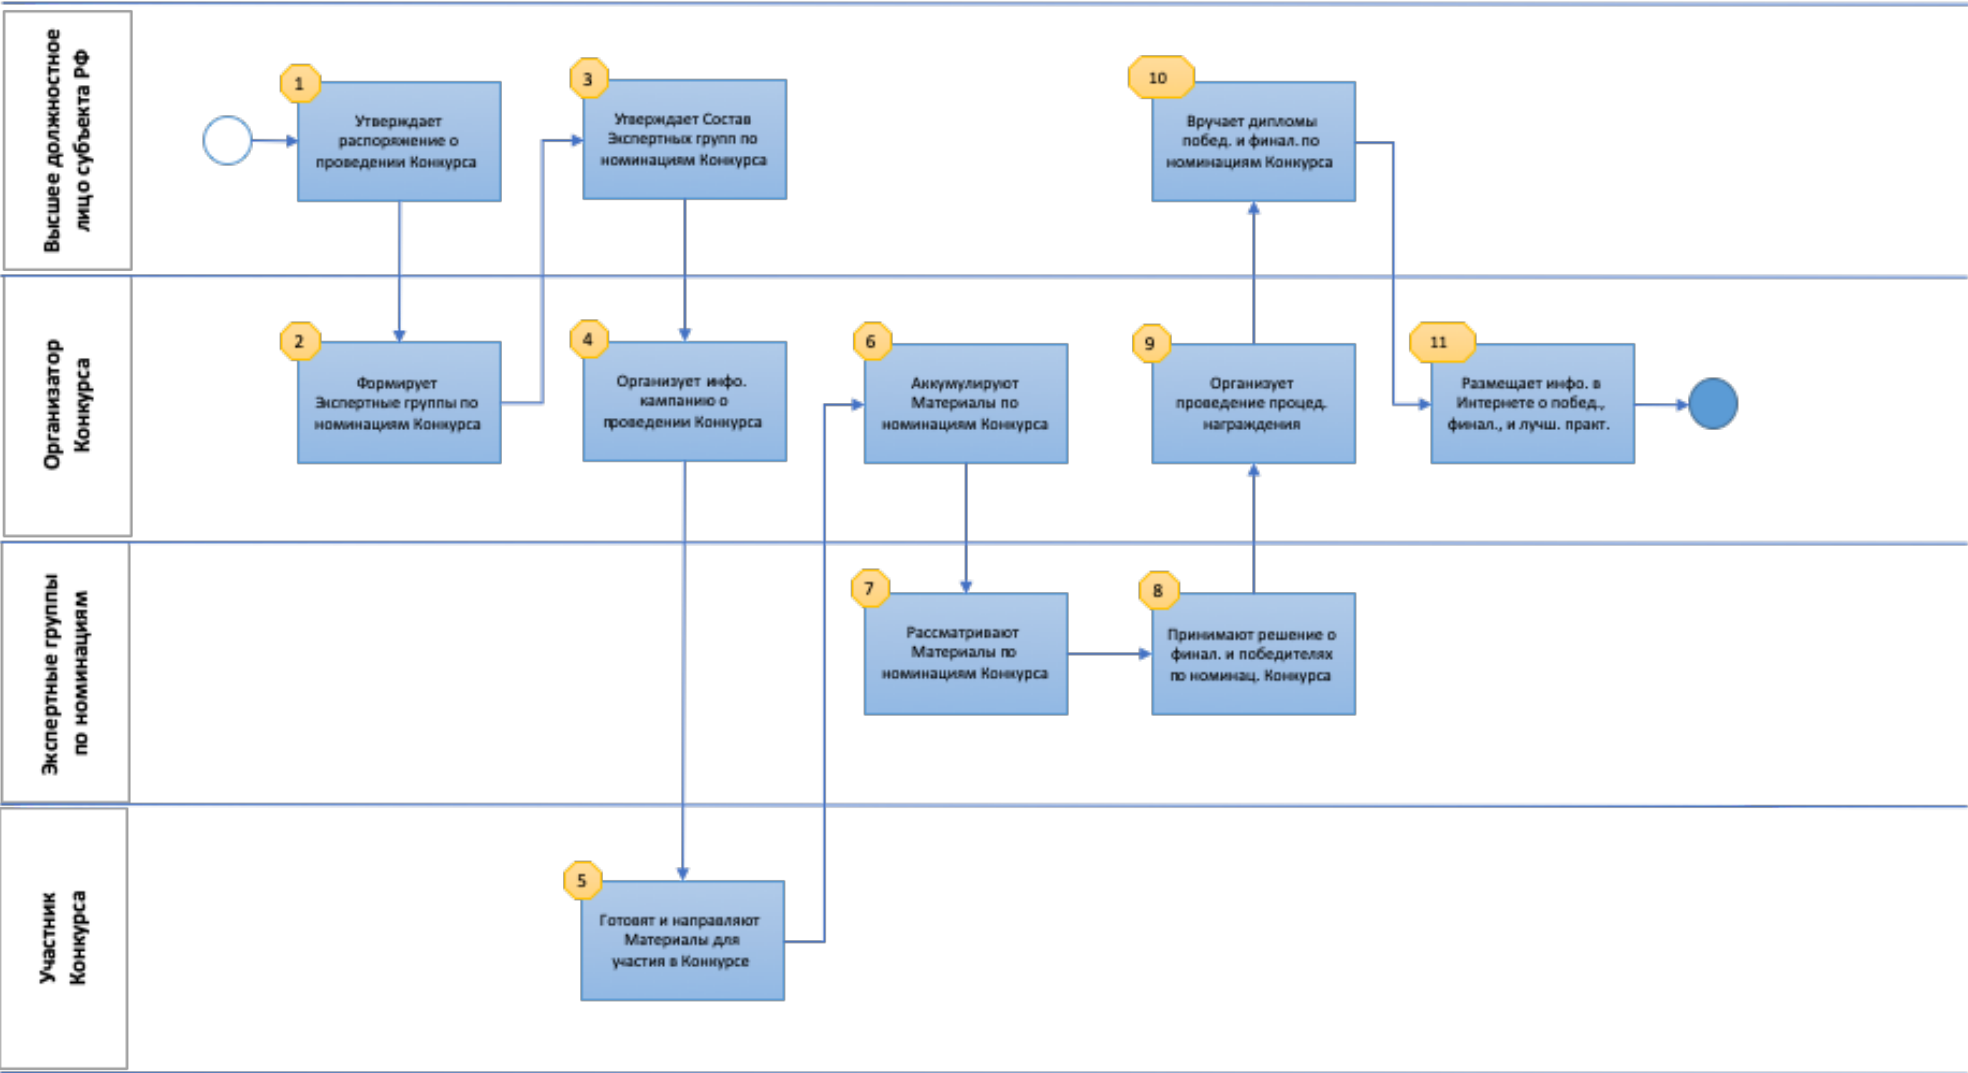 Высшее должностное
лицо субъекта РФ
1
Утверждает
распоряжение о
проведении Конкурса
3
Утверждает Состав
Экспертных групп по
номинациям Конкурса
10
Вручает дипломы
побед. и финал. по
номинациям Конкурса
Организатор
Конкурса
2
Формирует
Экспертные группы по
номинациям Конкурса
4
Организует инфо.
кампанию о
проведении Конкурса
6
Аккумулируют
Материалы по
номинациям Конкурса
9
Организует
проведение процед.
награждения
11
Размещает инфо. в
Интернете о побед.,
финал., и лучш. практ.
Экспертные группы
по номинациям
7
Рассматривают
Материалы по
номинациям Конкурса
8
Принимают решение о
финал. и победителях
по номинац. Конкурса
Участник
Конкурса
5
Готовят и направляют
Материалы для
участия в Конкурсе